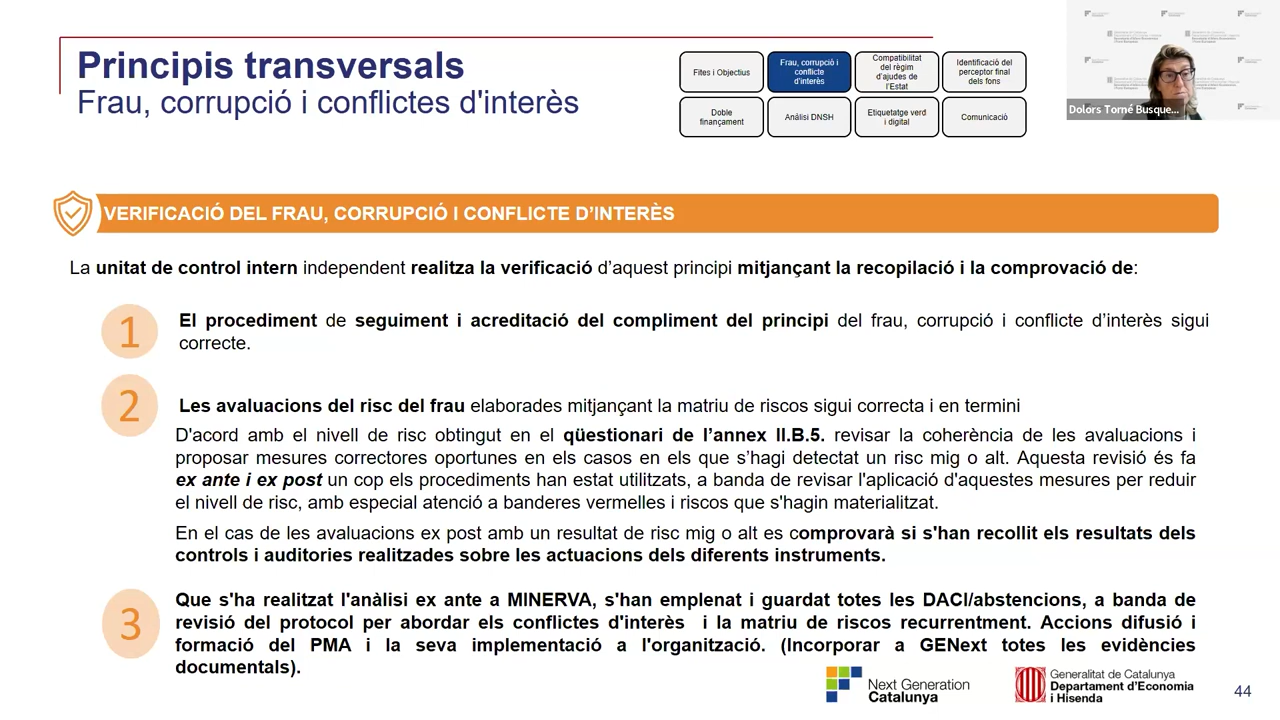 Principis transversals
Frau, corrupció i conflictes d'interès
Fites i Objectius
Frau, corrupció i
conflicte
d'interès
Compatibilitat
del règim
d'ajudes de
l'Estat
Identificació del
perceptor final
dels fons
Doble
finançament
Anàlisi DNSH
Etiquetatge verd
i digital
Comunicació
Dolors Torné Busque...
VERIFICACIÓ DEL FRAU, CORRUPCIÓ I CONFLICTE D’INTERÈS
La unitat de control intern independent realitza la verificació d’aquest principi mitjançant la recopilació i la comprovació de:
1
El procediment de seguiment i acreditació del compliment del principi del frau, corrupció i conflicte d’interès sigui
correcte.
2
Les avaluacions del risc del frau elaborades mitjançant la matriu de riscos sigui correcta i en termini
D'acord amb el nivell de risc obtingut en el qüestionari de l’annex II.B.5. revisar la coherència de les avaluacions i
proposar mesures correctores oportunes en els casos en els que s’hagi detectat un risc mig o alt. Aquesta revisió és fa
ex ante i ex post un cop els procediments han estat utilitzats, a banda de revisar l'aplicació d'aquestes mesures per reduir
el nivell de risc, amb especial atenció a banderes vermelles i riscos que s'hagin materialitzat.
En el cas de les avaluacions ex post amb un resultat de risc mig o alt es comprovarà si s'han recollit els resultats dels
controls i auditories realitzades sobre les actuacions dels diferents instruments.
3
Que s'ha realitzat l'anàlisi ex ante a MINERVA, s'han emplenat i guardat totes les DACI/abstencions, a banda de
revisió del protocol per abordar els conflictes d'interès i la matriu de riscos recurrentment. Accions difusió i
formació del PMA i la seva implementació a l'organització. (Incorporar a GENext totes les evidències
documentals).
Next Generation
Catalunya
Generalitat de Catalunya
Departament d’Economia
i Hisenda
44